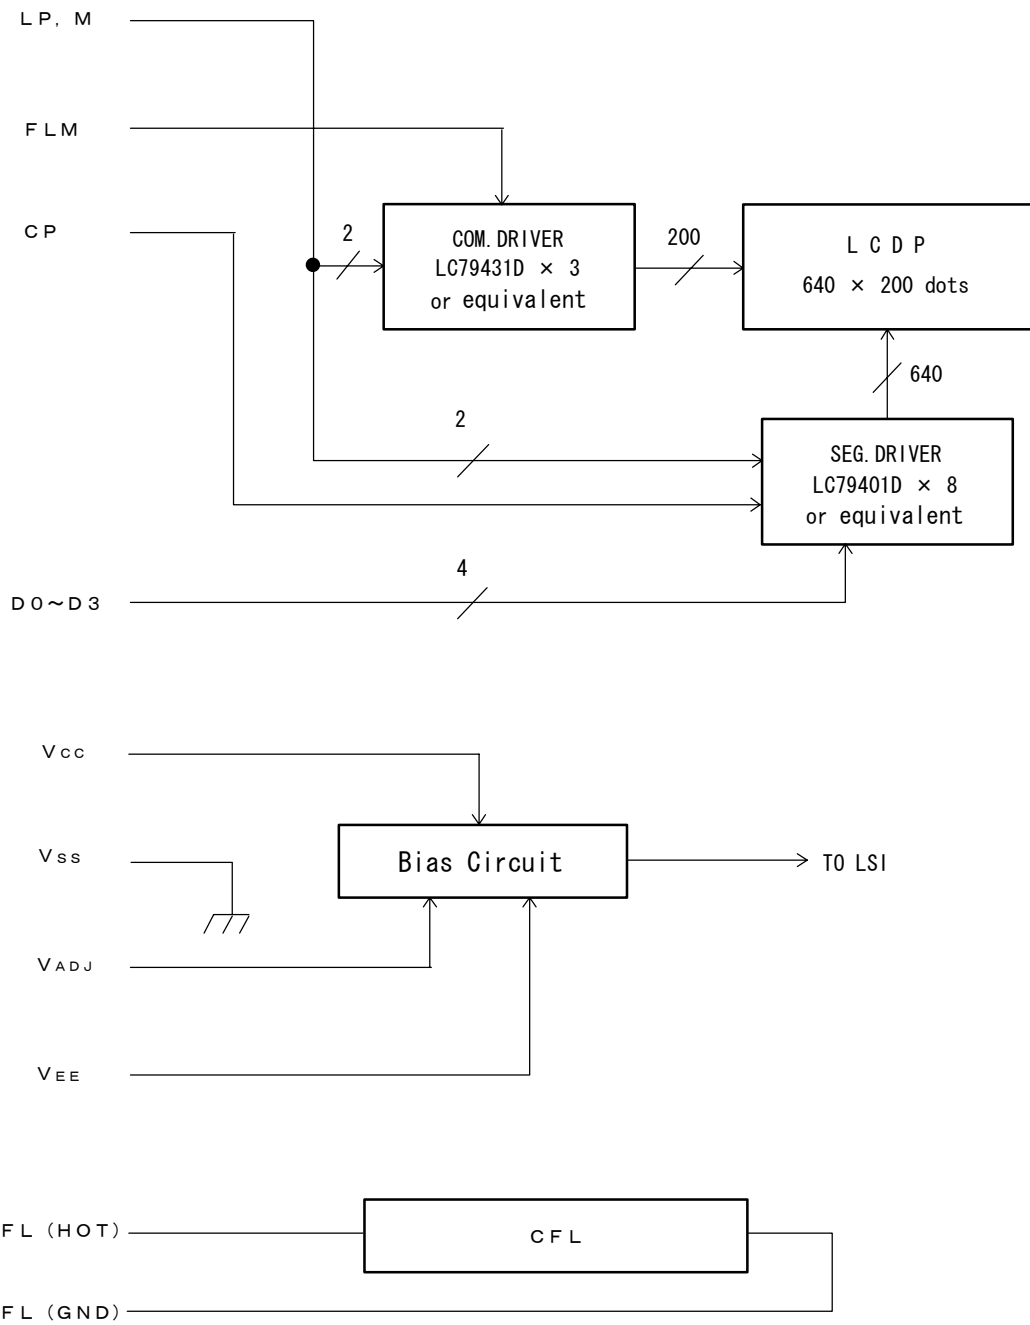 LP, M
FLM
CP
2
COM. DRIVER
LC79431D × 3
or equivalent
200
LCDP
640 × 200 dots
640
2
SEG. DRIVER
LC79401D × 8
or equivalent
4
D0~D3
VCC
VSS
Bias Circuit
TO LSI
VADJ
VEE
FL (HOT)
CFL
FL (GND)